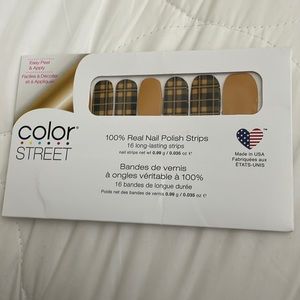 Easy Peel
& Apply
Faciles à Décoller
et à Appliquer
color
STREET
100% Real Nail Polish Strips
16 long-lasting strips
nail strips net wt 0.99 g / 0.035 oz ℮
Bandes de vernis
à ongles véritable à 100%
16 bandes de longue durée
Poids net des bandes de vernis 0.99 g / 0.035 oz ℮
Made in USA
Fabriquées aux
ÉTATS-UNIS